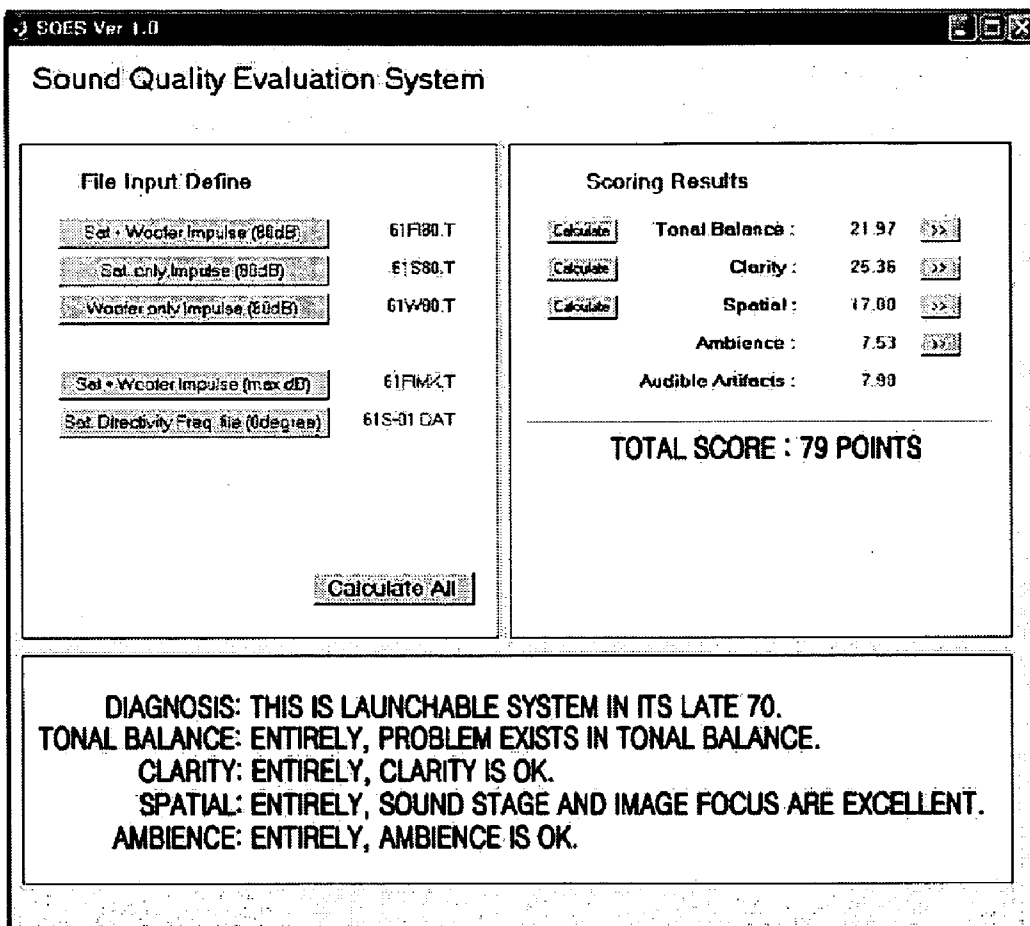 SQES Ver 1.0
Sound Quality Evaluation System
File Input Define
Sat + Woofer Impulse (80dB) 61FI80.T
Sat. only Impulse (80dB) 61S80.T
Woofer only Impulse (80dB) 61W80.T
Sat + Woofer Impulse (max dB) 61FIMX.T
Sat. Directivity Freq. file (0degree) 61S-01.DAT
Calculate All
Scoring Results
Calculate Tonal Balance : 21.97 >>
Calculate Clarity : 25.36 >>
Calculate Spatial : 17.00 >>
Ambience : 7.53 >>
Audible Artifacts : 7.90
TOTAL SCORE : 79 POINTS
DIAGNOSIS: THIS IS LAUNCHABLE SYSTEM IN ITS LATE 70.
TONAL BALANCE: ENTIRELY, PROBLEM EXISTS IN TONAL BALANCE.
CLARITY: ENTIRELY, CLARITY IS OK.
SPATIAL: ENTIRELY, SOUND STAGE AND IMAGE FOCUS ARE EXCELLENT.
AMBIENCE: ENTIRELY, AMBIENCE IS OK.